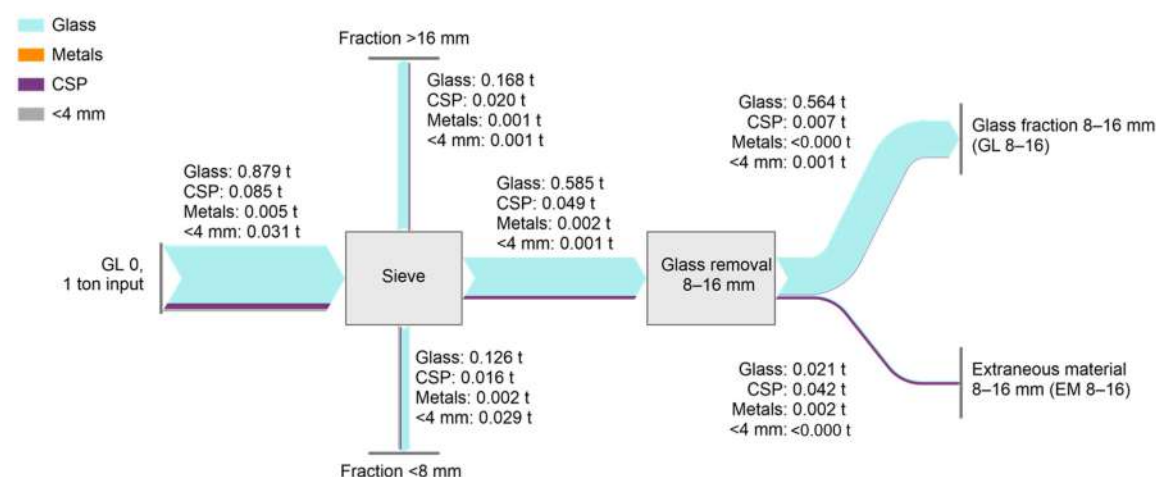 Glass
Metals
CSP
<4 mm
Fraction >16 mm
Glass: 0.168 t
CSP: 0.020 t
Metals: 0.001 t
<4 mm: 0.001 t
Glass: 0.879 t
CSP: 0.085 t
Metals: 0.005 t
<4 mm: 0.031 t
GL 0,
1 ton input
Sieve
Glass: 0.585 t
CSP: 0.049 t
Metals: 0.002 t
<4 mm: 0.001 t
Glass removal
8–16 mm
Glass: 0.564 t
CSP: 0.007 t
Metals: <0.000 t
<4 mm: 0.001 t
Glass fraction 8–16 mm
(GL 8–16)
Glass: 0.126 t
CSP: 0.016 t
Metals: 0.002 t
<4 mm: 0.029 t
Fraction <8 mm
Glass: 0.021 t
CSP: 0.042 t
Metals: 0.002 t
<4 mm: <0.000 t
Extraneous material
8–16 mm (EM 8–16)